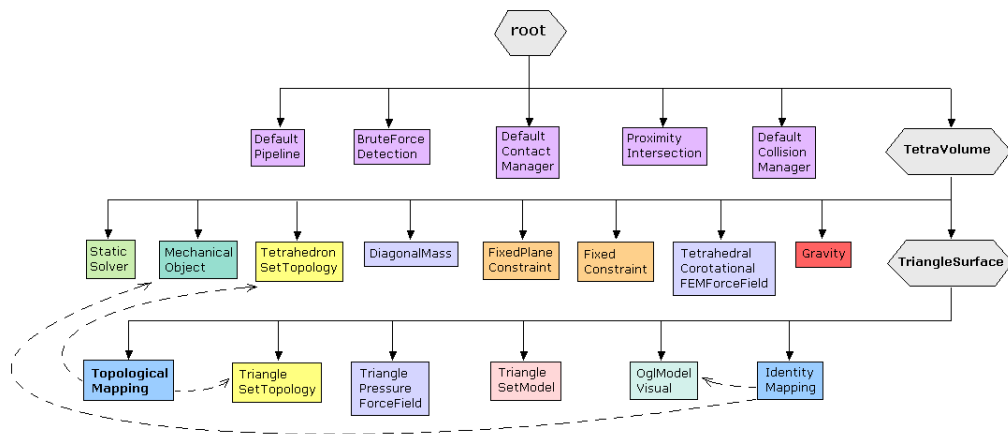 root
Default
Pipeline
BruteForce
Detection
Default
Contact
Manager
Proximity
Intersection
Default
Collision
Manager
TetraVolume
Static
Solver
Mechanical
Object
Tetrahedron
SetTopology
DiagonalMass
FixedPlane
Constraint
Fixed
Constraint
Tetrahedral
Corotational
FEMForceField
Gravity
TriangleSurface
Topological
Mapping
Triangle
SetTopology
Triangle
Pressure
ForceField
Triangle
SetModel
OglModel
Visual
Identity
Mapping